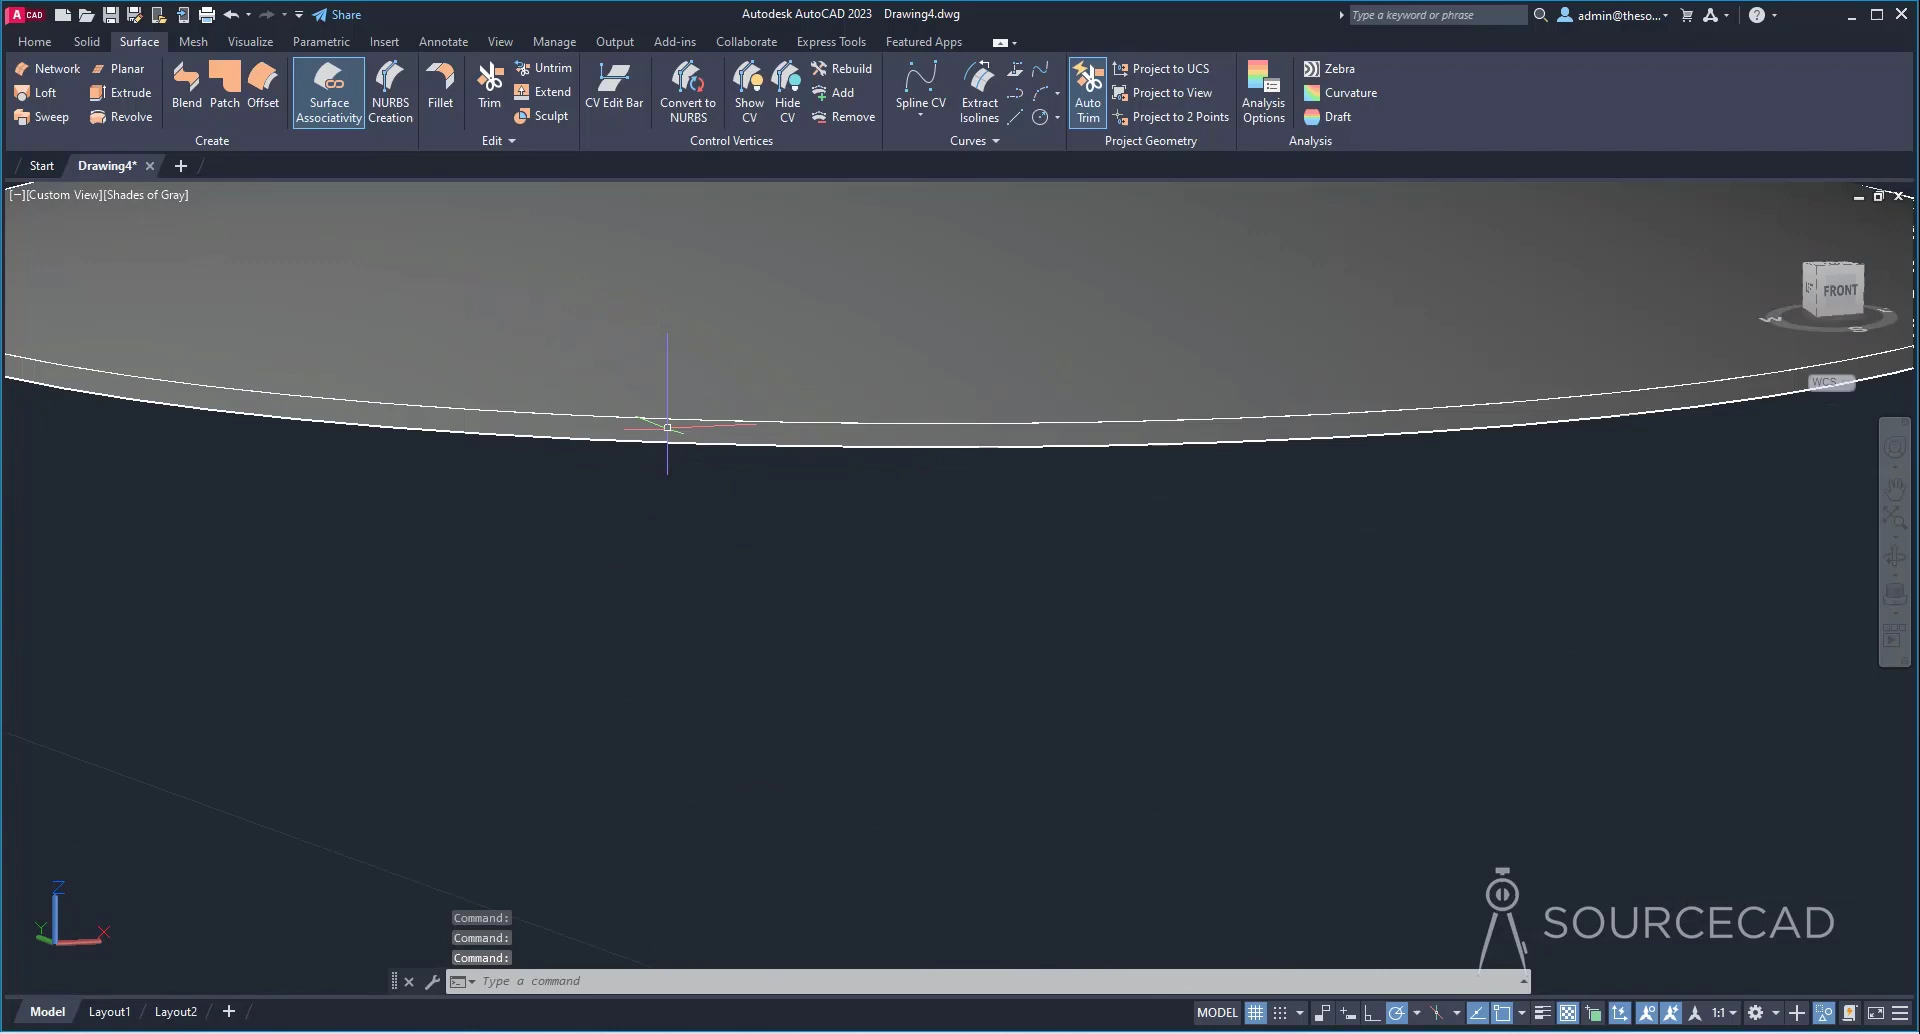 A CAD
Share
Autodesk AutoCAD 2023 Drawing4.dwg
Type a keyword or phrase
admin@theso...
Home Solid Surface Mesh Visualize Parametric Insert Annotate View Manage Output Add-ins Collaborate Express Tools Featured Apps
Network Planar
Loft Extrude
Sweep Revolve
Blend Patch Offset
Surface Associativity
NURBS Creation
Fillet
Trim
Untrim
Extend
Sculpt
CV Edit Bar
Convert to NURBS
Show CV
Hide CV
Rebuild
Add
Remove
Spline CV
Extract Isolines
Auto Trim
Project to UCS
Project to View
Project to 2 Points
Analysis Options
Zebra
Curvature
Draft
Create Edit Control Vertices Curves Project Geometry Analysis
Start Drawing4*
[−][Custom View][Shades of Gray]
FRONT
W S
WCS
Z
Y X
SOURCECAD
Command:
Command:
Command:
Type a command
Model Layout1 Layout2
MODEL 1:1